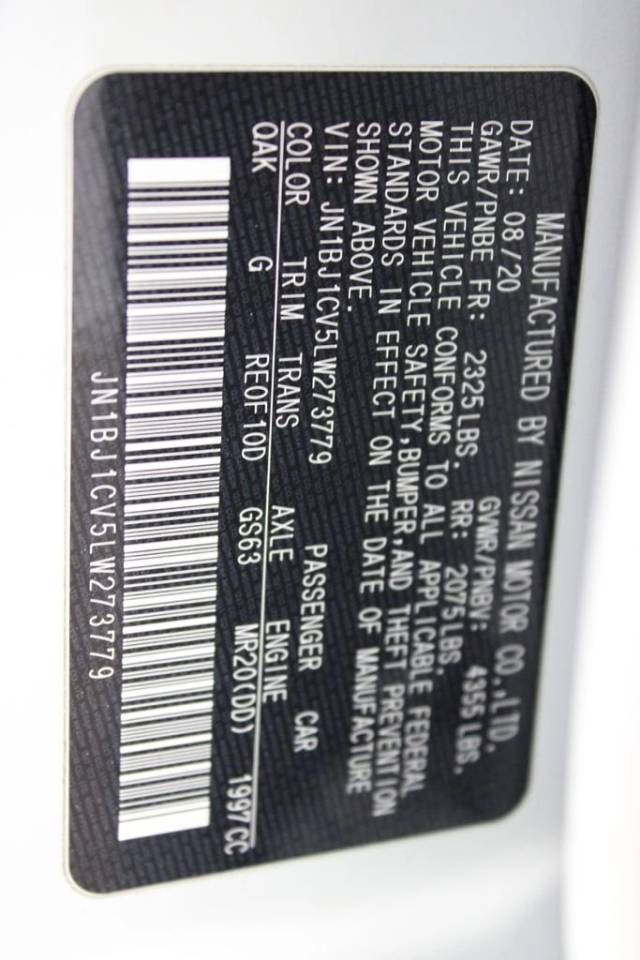 MANUFACTURED BY NISSAN MOTOR CO.,LTD.
DATE: 08/20 GVWR/PNBV: 4355 LBS.
GAWR/PNBE FR: 2325LBS. RR: 2075LBS.
THIS VEHICLE CONFORMS TO ALL APPLICABLE FEDERAL
MOTOR VEHICLE SAFETY,BUMPER,AND THEFT PREVENTION
STANDARDS IN EFFECT ON THE DATE OF MANUFACTURE
SHOWN ABOVE.
VIN: JN1BJ1CV5LW273779 PASSENGER CAR
COLOR TRIM TRANS AXLE ENGINE
QAK G REOF10D GS63 MR20(DD) 1997CC
JN1BJ1CV5LW273779